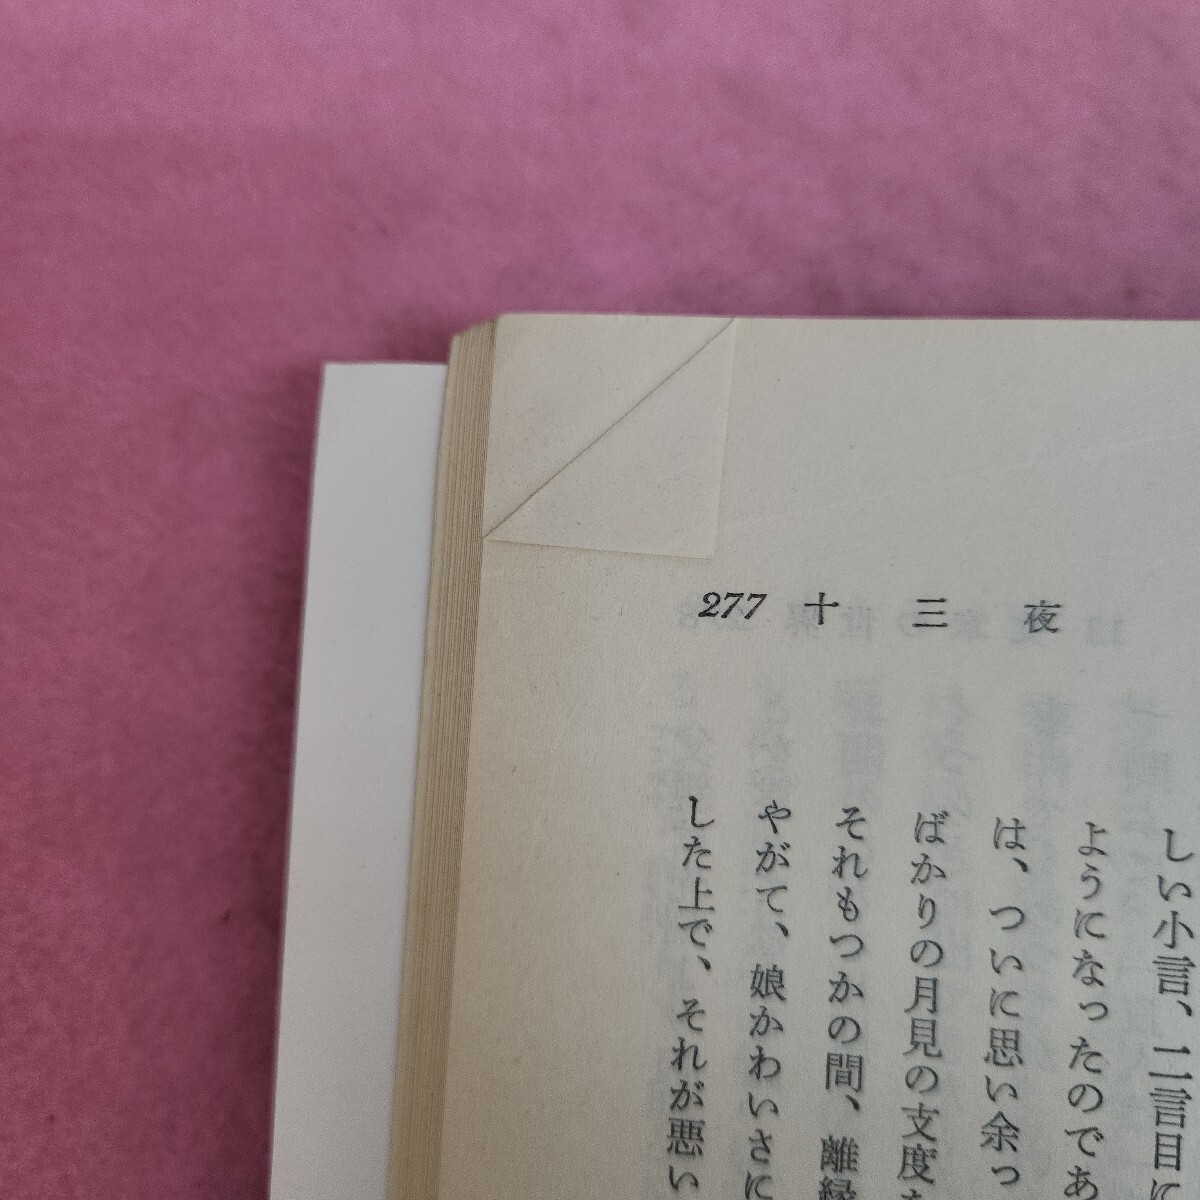 277 十三夜
しい小言、二言目に
ようになったのであ
は、ついに思い余っ
ばかりの月見の支度
それもつかの間、離縁
やがて、娘かわいさに
した上で、それが悪い